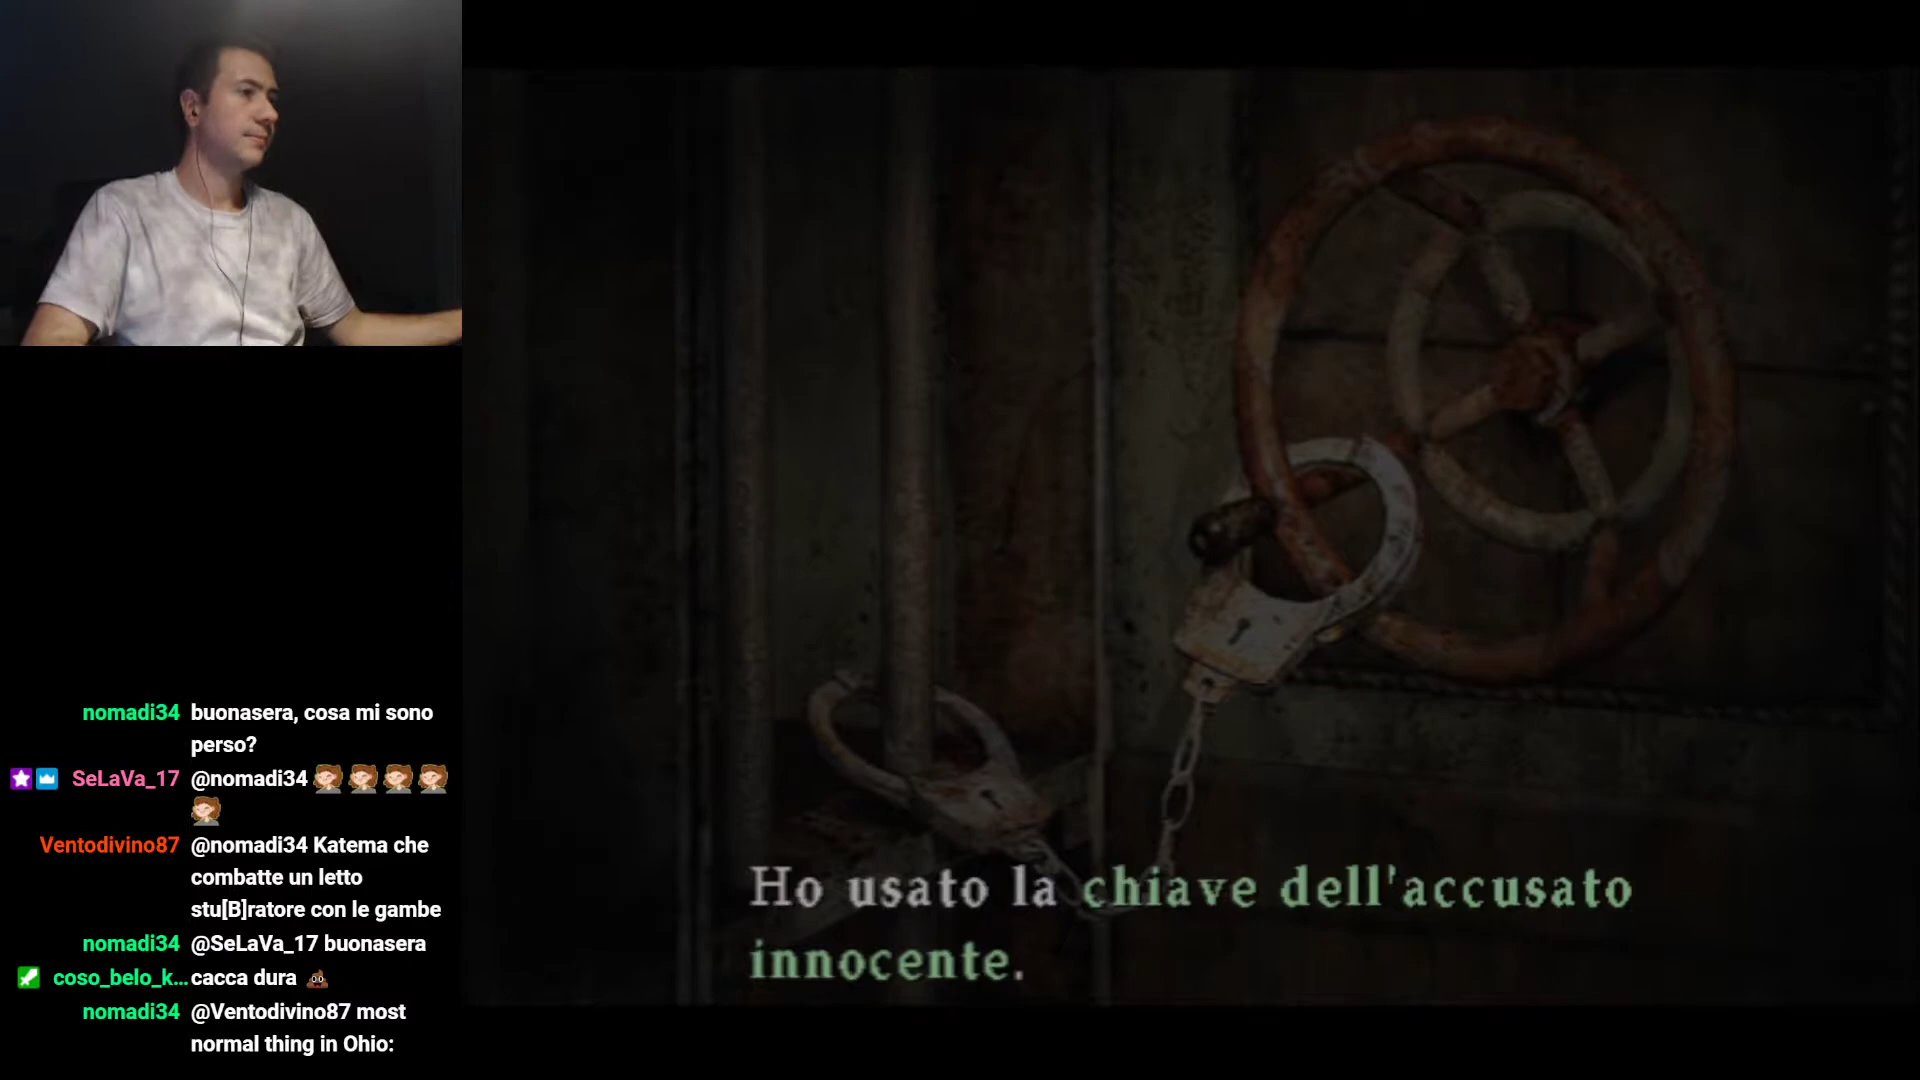 nomadi34 buonasera, cosa mi sono
perso?
SeLaVa_17 @nomadi34
Ventodivino87 @nomadi34 Katema che
combatte un letto
stu[B]ratore con le gambe
nomadi34 @SeLaVa_17 buonasera
coso_belo_k... cacca dura 💩
nomadi34 @Ventodivino87 most
normal thing in Ohio:
Ho usato la chiave dell'accusato
innocente.